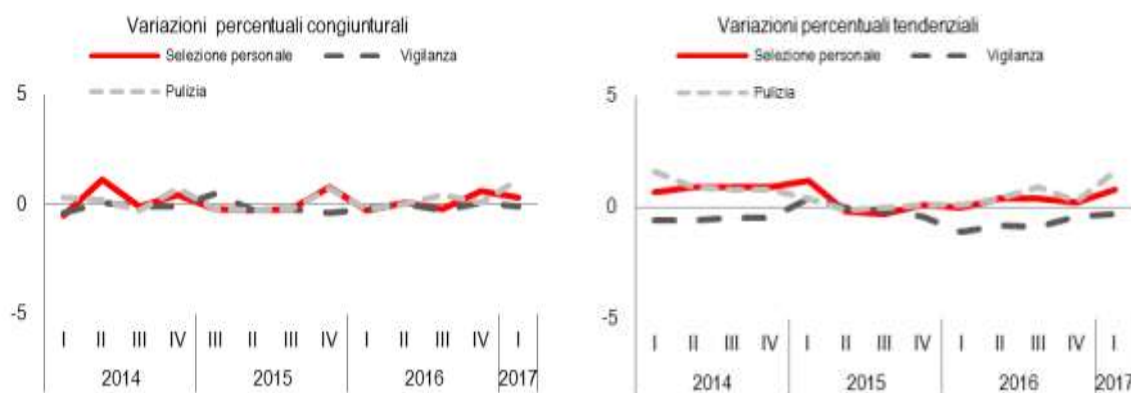 Variazioni percentuali congiunturali
Selezione personale
Vigilanza
Pulizia
5
0
-5
I II III IV III II III IV I II III IV I
2014 2015 2016 2017
Variazioni percentuali tendenziali
Selezione personale
Vigilanza
Pulizia
5
0
-5
I II III IV I II III IV I II III IV I
2014 2015 2016 2017